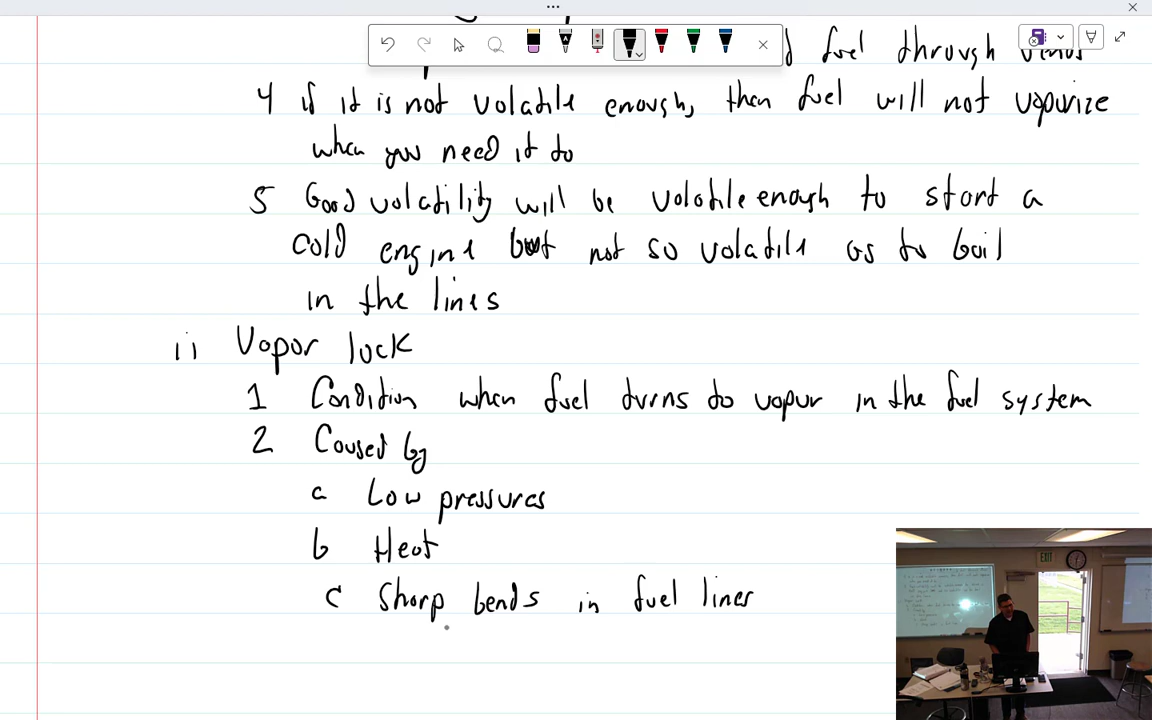 fuel through
4 if it is not volatile enough, then fuel will not vaporize
when you need it to
5 Good volatility will be volatile enough to start a
cold engine but not so volatile as to boil
in the lines
ii Vapor lock
1 Condition when fuel turns to vapor in the fuel system
2 Caused by
a Low pressures
b Heat
c Sharp bends in fuel lines
EXIT